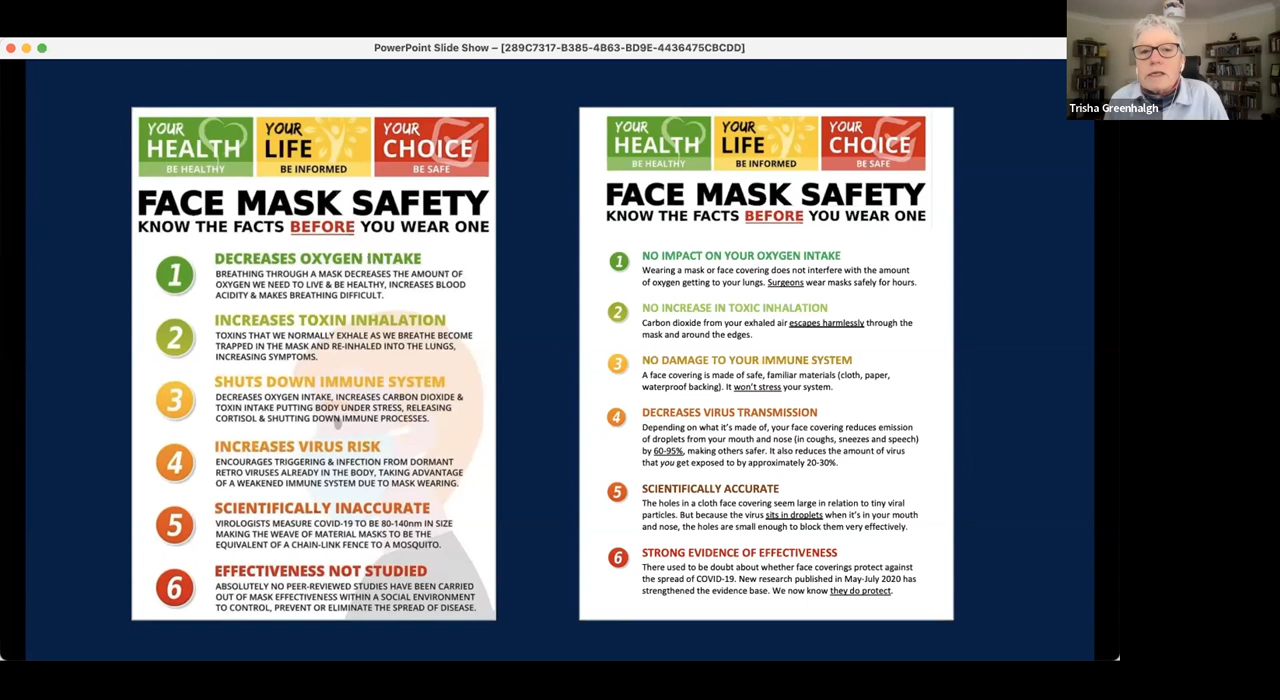 PowerPoint Slide Show – [289C7317-B385-4B63-BD9E-4436475CBCDD]
Trisha Greenhalgh
YOUR HEALTH
BE HEALTHY
YOUR LIFE
BE INFORMED
YOUR CHOICE
BE SAFE
FACE MASK SAFETY
KNOW THE FACTS BEFORE YOU WEAR ONE
1
DECREASES OXYGEN INTAKE
BREATHING THROUGH A MASK DECREASES THE AMOUNT OF
OXYGEN WE NEED TO LIVE & BE HEALTHY, INCREASES BLOOD
ACIDITY & MAKES BREATHING DIFFICULT.
2
INCREASES TOXIN INHALATION
TOXINS THAT WE NORMALLY EXHALE AS WE BREATHE BECOME
TRAPPED IN THE MASK AND RE-INHALED INTO THE LUNGS,
INCREASING SYMPTOMS.
3
SHUTS DOWN IMMUNE SYSTEM
DECREASES OXYGEN INTAKE, INCREASES CARBON DIOXIDE &
TOXIN INTAKE PUTTING BODY UNDER STRESS, RELEASING
CORTISOL & SHUTTING DOWN IMMUNE PROCESSES.
4
INCREASES VIRUS RISK
ENCOURAGES TRIGGERING & INFECTION FROM DORMANT
RETRO VIRUSES ALREADY IN THE BODY, TAKING ADVANTAGE
OF A WEAKENED IMMUNE SYSTEM DUE TO MASK WEARING.
5
SCIENTIFICALLY INACCURATE
VIROLOGISTS MEASURE COVID-19 TO BE 80-140nm IN SIZE
MAKING THE WEAVE OF MATERIAL MASKS TO BE THE
EQUIVALENT OF A CHAIN-LINK FENCE TO A MOSQUITO.
6
EFFECTIVENESS NOT STUDIED
ABSOLUTELY NO PEER-REVIEWED STUDIES HAVE BEEN CARRIED
OUT OF MASK EFFECTIVENESS WITHIN A SOCIAL ENVIRONMENT
TO CONTROL, PREVENT OR ELIMINATE THE SPREAD OF DISEASE.
YOUR HEALTH
BE HEALTHY
YOUR LIFE
BE INFORMED
YOUR CHOICE
BE SAFE
FACE MASK SAFETY
KNOW THE FACTS BEFORE YOU WEAR ONE
1
NO IMPACT ON YOUR OXYGEN INTAKE
Wearing a mask or face covering does not interfere with the amount
of oxygen getting to your lungs. Surgeons wear masks safely for hours.
2
NO INCREASE IN TOXIC INHALATION
Carbon dioxide from your exhaled air escapes harmlessly through the
mask and around the edges.
3
NO DAMAGE TO YOUR IMMUNE SYSTEM
A face covering is made of safe, familiar materials (cloth, paper,
waterproof backing). It won't stress your system.
4
DECREASES VIRUS TRANSMISSION
Depending on what it's made of, your face covering reduces emission
of droplets from your mouth and nose (in coughs, sneezes and speech)
by 60-95%, making others safer. It also reduces the amount of virus
that you get exposed to by approximately 20-30%.
5
SCIENTIFICALLY ACCURATE
The holes in a cloth face covering seem large in relation to tiny viral
particles. But because the virus sits in droplets when it's in your mouth
and nose, the holes are small enough to block them very effectively.
6
STRONG EVIDENCE OF EFFECTIVENESS
There used to be doubt about whether face coverings protect against
the spread of COVID-19. New research published in May-July 2020 has
strengthened the evidence base. We now know they do protect.